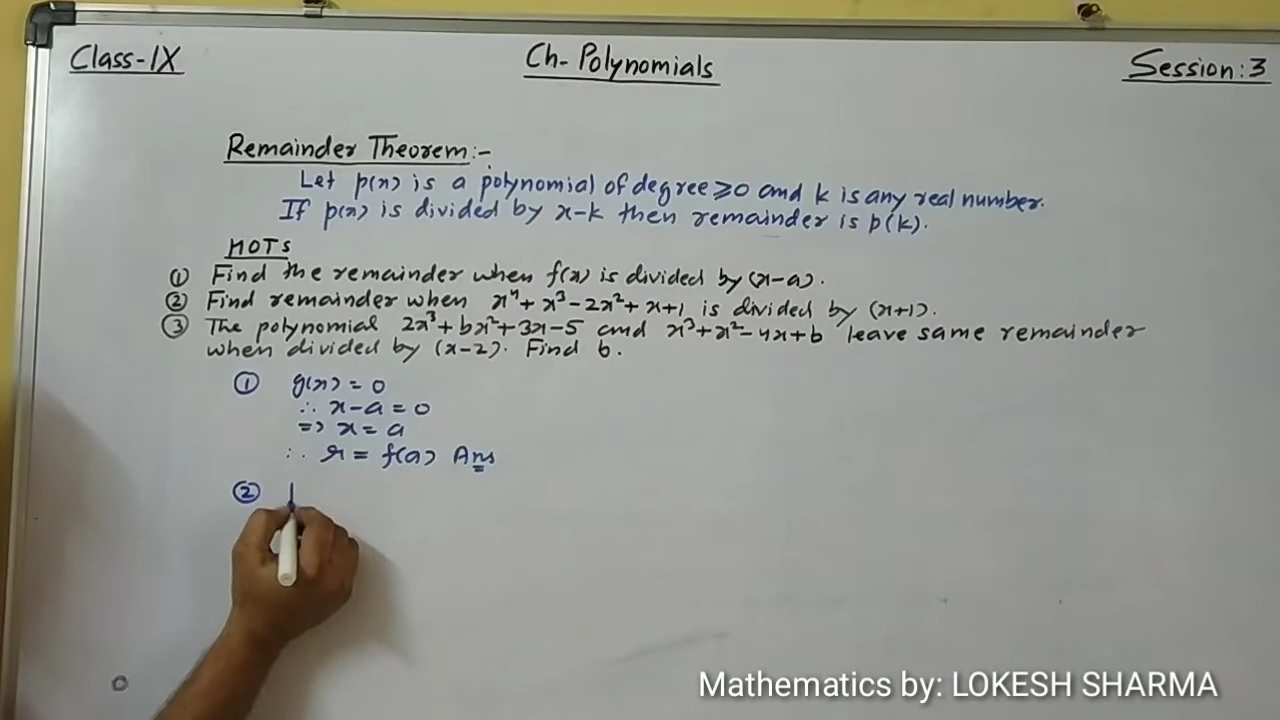 Class-IX
Ch- Polynomials
Session:3
Remainder Theorem:-
Let p(x) is a polynomial of degree ≥0 and k is any real number.
If p(x) is divided by x-k then remainder is p(k).
HOTs
① Find the remainder when f(x) is divided by (x-a).
② Find remainder when x⁴+x³-2x²+x+1 is divided by (x+1).
③ The polynomial 2x³+bx²+3x-5 and x³+x²-4x+b leave same remainder
when divided by (x-2). Find b.
① g(x) = 0
∴ x-a = 0
=> x = a
∴ r = f(a) Ans
②
Mathematics by: LOKESH SHARMA